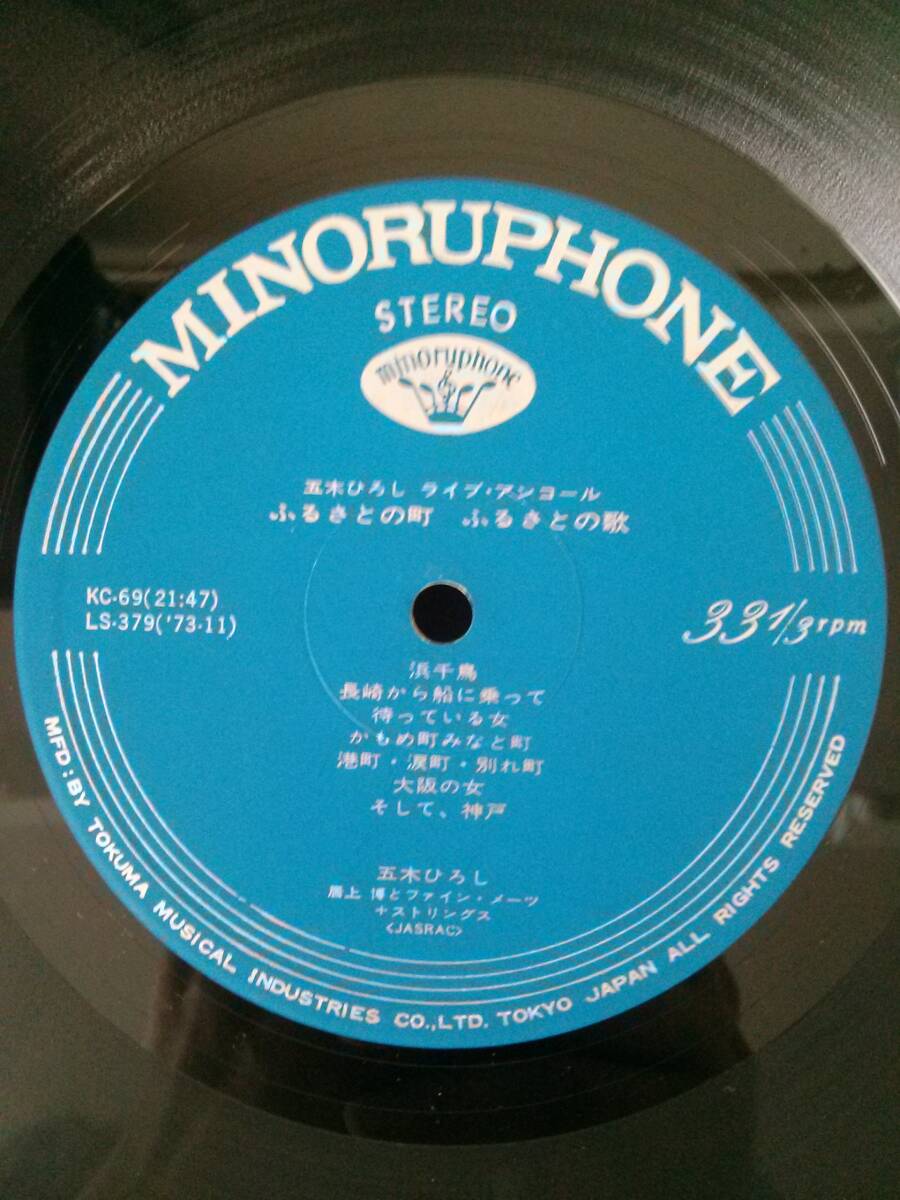 MINORUPHONE
STEREO
minoruphone
五木ひろし ライブ・アンコール
ふるさとの町 ふるさとの歌
KC-69(21:47)
LS-379('73-11)
33 1/3 rpm
浜千鳥
長崎から船に乗って
待っている女
かもめ町みなと町
港町・涙町・別れ町
大阪の女
そして、神戸
五木ひろし
上 博とファイン・メーツ
+ストリングス
<JASRAC>
MFD:BY TOKUMA MUSICAL INDUSTRIES CO.,LTD. TOKYO JAPAN ALL RIGHTS RESERVED